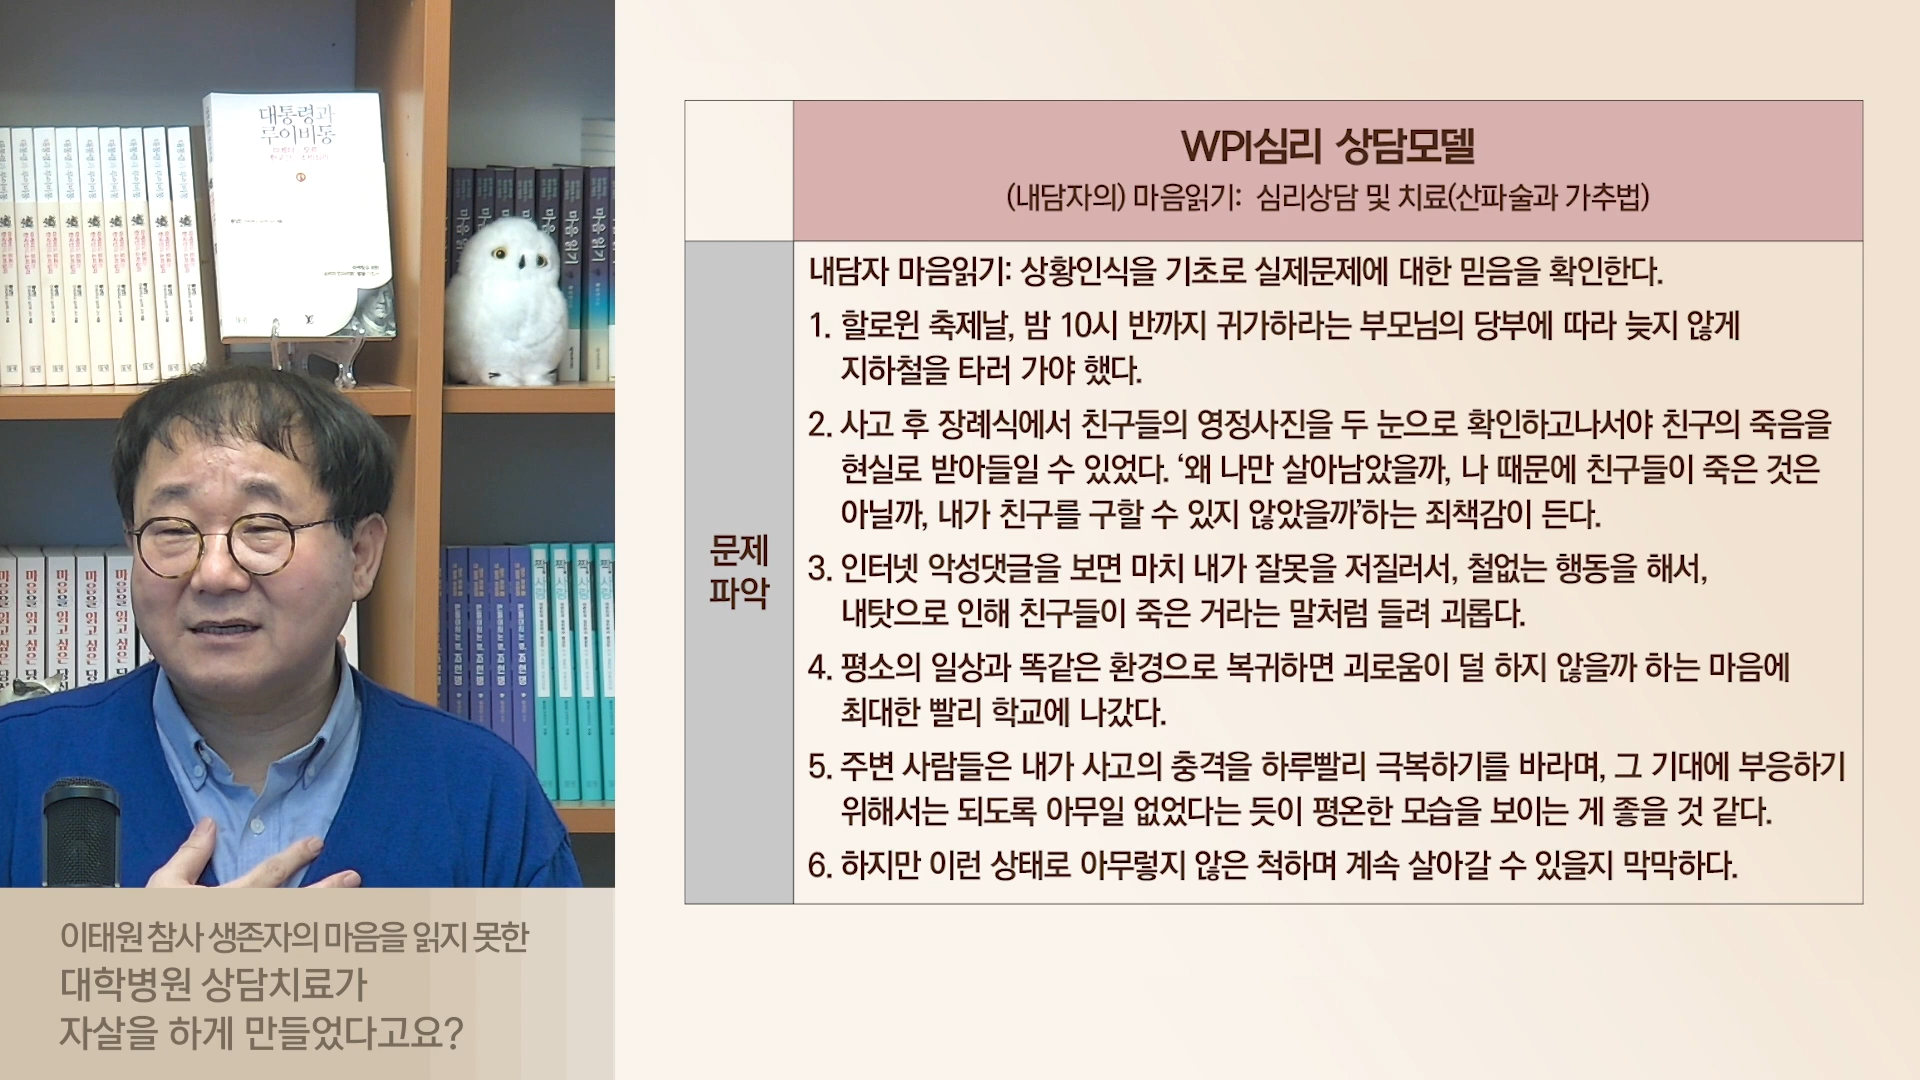 대통령과
루이비통
마음읽기
WPI심리 상담모델
(내담자의) 마음읽기: 심리상담 및 치료(산파술과 가추법)
문제
파악
내담자 마음읽기: 상황인식을 기초로 실제문제에 대한 믿음을 확인한다.
1. 할로윈 축제날, 밤 10시 반까지 귀가하라는 부모님의 당부에 따라 늦지 않게
지하철을 타러 가야 했다.
2. 사고 후 장례식에서 친구들의 영정사진을 두 눈으로 확인하고나서야 친구의 죽음을
현실로 받아들일 수 있었다. ‘왜 나만 살아남았을까, 나 때문에 친구들이 죽은 것은
아닐까, 내가 친구를 구할 수 있지 않았을까’하는 죄책감이 든다.
3. 인터넷 악성댓글을 보면 마치 내가 잘못을 저질러서, 철없는 행동을 해서,
내탓으로 인해 친구들이 죽은 거라는 말처럼 들려 괴롭다.
4. 평소의 일상과 똑같은 환경으로 복귀하면 괴로움이 덜 하지 않을까 하는 마음에
최대한 빨리 학교에 나갔다.
5. 주변 사람들은 내가 사고의 충격을 하루빨리 극복하기를 바라며, 그 기대에 부응하기
위해서는 되도록 아무일 없었다는 듯이 평온한 모습을 보이는 게 좋을 것 같다.
6. 하지만 이런 상태로 아무렇지 않은 척하며 계속 살아갈 수 있을지 막막하다.
이태원 참사 생존자의 마음을 읽지 못한
대학병원 상담치료가
자살을 하게 만들었다고요?